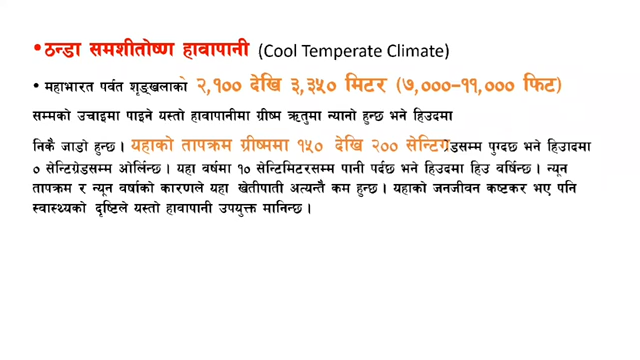 • ठण्डा समशीतोष्ण हावापानी (Cool Temperate Climate)
• महाभारत पर्वत शृङ्खलाको २,१०० देखि ३,३५० मिटर (७,०००–११,००० फिट)
सम्मको उचाइमा पाइने यस्तो हावापानीमा ग्रीष्म ऋतुमा न्यानो हुन्छ भने हिउदमा
निकै जाडो हुन्छ । यहाको तापक्रम ग्रीष्ममा १५० देखि २०० सेन्टिग्रेडसम्म पुग्दछ भने हिउादमा
० सेन्टिग्रेडसम्म ओर्लिन्छ । यहा वर्षमा १० सेन्टिमिटरसम्म पानी पर्दछ भने हिउदमा हिउ वर्षिन्छ । न्यून
तापक्रम र न्यून वर्षाको कारणले यहा खेतीपाती अत्यन्तै कम हुन्छ । यहाको जनजीवन कष्टकर भए पनि
स्वास्थ्यको दृष्टिले यस्तो हावापानी उपयुक्त मानिन्छ ।